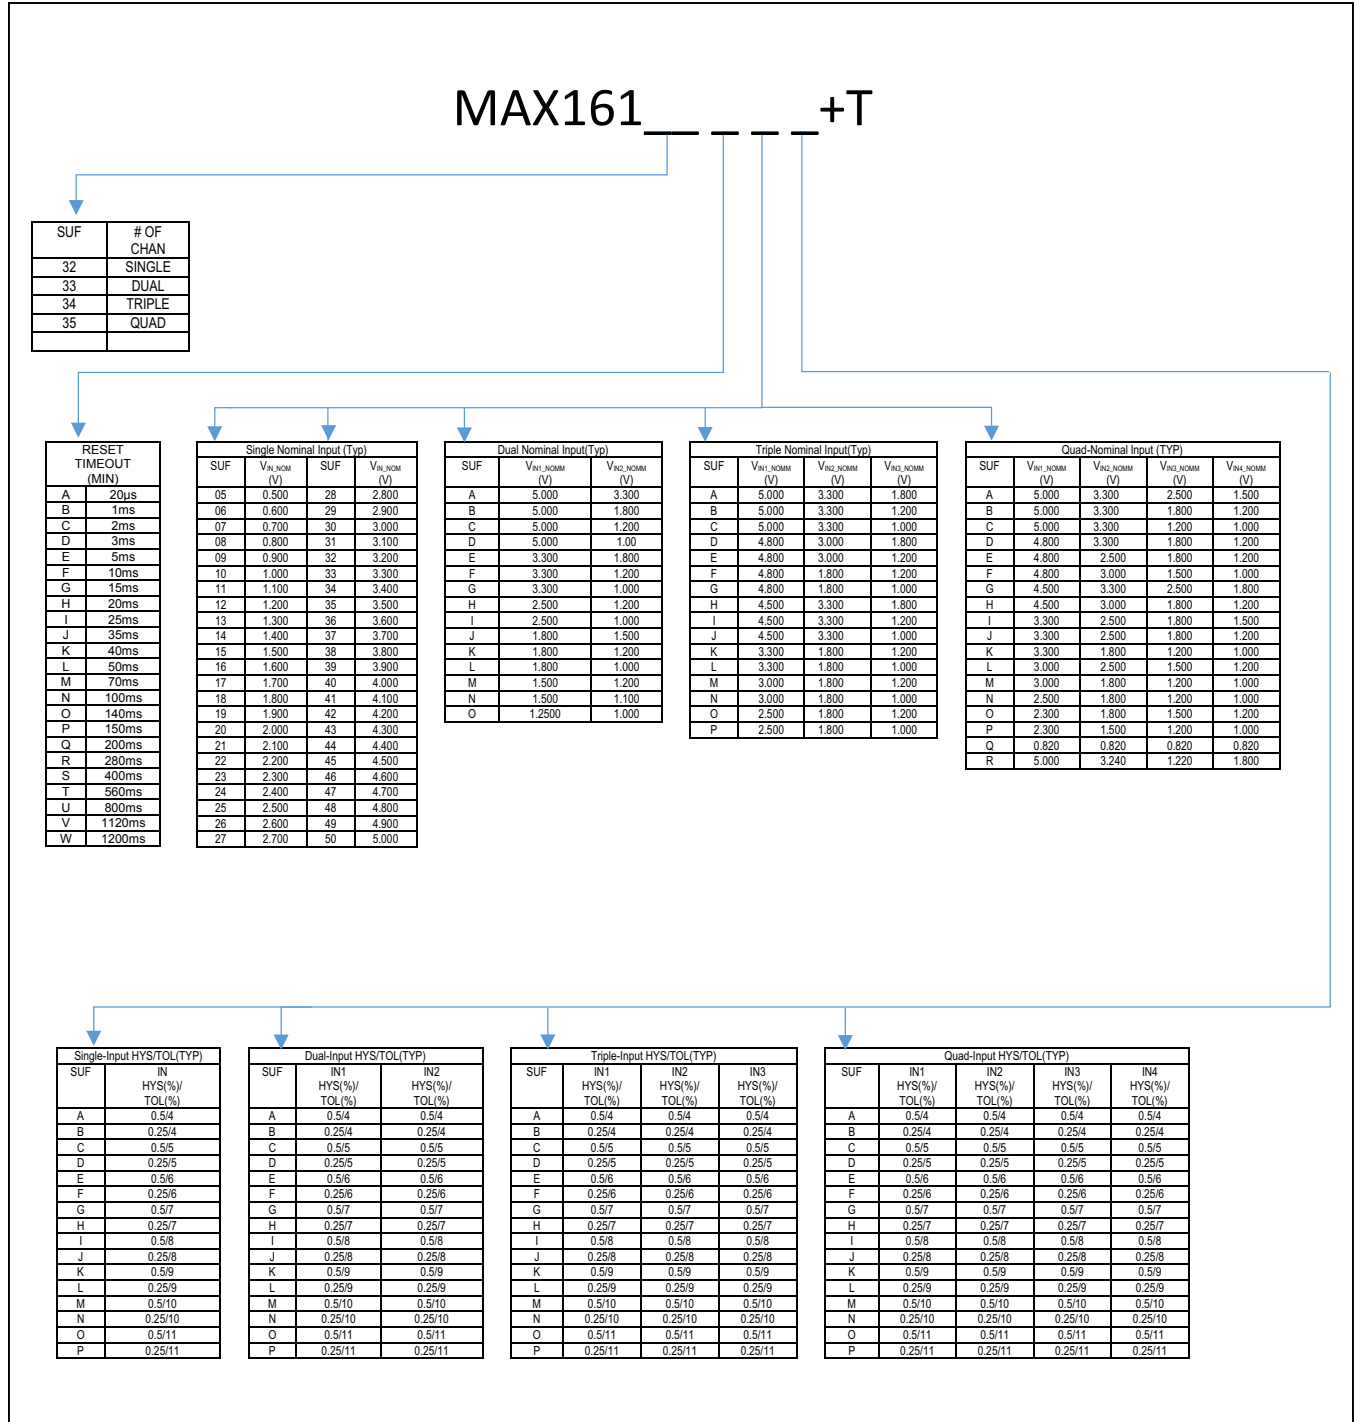 MAX161__ _ _ _+T
SUF # OF CHAN
32 SINGLE
33 DUAL
34 TRIPLE
35 QUAD
RESET TIMEOUT (MIN)
A 20µs
B 1ms
C 2ms
D 3ms
E 5ms
F 10ms
G 15ms
H 20ms
I 25ms
J 35ms
K 40ms
L 50ms
M 70ms
N 100ms
O 140ms
P 150ms
Q 200ms
R 280ms
S 400ms
T 560ms
U 800ms
V 1120ms
W 1200ms
Single Nominal Input (Typ)
SUF VIN_NOM (V) SUF VIN_NOM (V)
05 0.500 28 2.800
06 0.600 29 2.900
07 0.700 30 3.000
08 0.800 31 3.100
09 0.900 32 3.200
10 1.000 33 3.300
11 1.100 34 3.400
12 1.200 35 3.500
13 1.300 36 3.600
14 1.400 37 3.700
15 1.500 38 3.800
16 1.600 39 3.900
17 1.700 40 4.000
18 1.800 41 4.100
19 1.900 42 4.200
20 2.000 43 4.300
21 2.100 44 4.400
22 2.200 45 4.500
23 2.300 46 4.600
24 2.400 47 4.700
25 2.500 48 4.800
26 2.600 49 4.900
27 2.700 50 5.000
Dual Nominal Input(Typ)
SUF VIN1_NOMM (V) VIN2_NOMM (V)
A 5.000 3.300
B 5.000 1.800
C 5.000 1.200
D 5.000 1.00
E 3.300 1.800
F 3.300 1.200
G 3.300 1.000
H 2.500 1.200
I 2.500 1.000
J 1.800 1.500
K 1.800 1.200
L 1.800 1.000
M 1.500 1.200
N 1.500 1.100
O 1.2500 1.000
Triple Nominal Input(Typ)
SUF VIN1_NOMM (V) VIN2_NOMM (V) VIN3_NOMM (V)
A 5.000 3.300 1.800
B 5.000 3.300 1.200
C 5.000 3.300 1.000
D 4.800 3.000 1.800
E 4.800 3.000 1.200
F 4.800 1.800 1.200
G 4.800 1.800 1.000
H 4.500 3.300 1.800
I 4.500 3.300 1.200
J 4.500 3.300 1.000
K 3.300 1.800 1.200
L 3.300 1.800 1.000
M 3.000 1.800 1.200
N 3.000 1.800 1.000
O 2.500 1.800 1.200
P 2.500 1.800 1.000
Quad-Nominal Input (TYP)
SUF VIN1_NOMM (V) VIN2_NOMM (V) VIN3_NOMM (V) VIN4_NOMM (V)
A 5.000 3.300 2.500 1.500
B 5.000 3.300 1.800 1.200
C 5.000 3.300 1.200 1.000
D 4.800 3.300 1.800 1.200
E 4.800 2.500 1.800 1.200
F 4.800 3.000 1.500 1.000
G 4.500 3.300 2.500 1.800
H 4.500 3.000 1.800 1.200
I 3.300 2.500 1.800 1.500
J 3.300 2.500 1.800 1.200
K 3.300 1.800 1.200 1.000
L 3.000 2.500 1.500 1.200
M 3.000 1.800 1.200 1.000
N 2.500 1.800 1.200 1.000
O 2.300 1.800 1.500 1.200
P 2.300 1.500 1.200 1.000
Q 0.820 0.820 0.820 0.820
R 5.000 3.240 1.220 1.800
Single-Input HYS/TOL(TYP)
SUF IN HYS(%)/ TOL(%)
A 0.5/4
B 0.25/4
C 0.5/5
D 0.25/5
E 0.5/6
F 0.25/6
G 0.5/7
H 0.25/7
I 0.5/8
J 0.25/8
K 0.5/9
L 0.25/9
M 0.5/10
N 0.25/10
O 0.5/11
P 0.25/11
Dual-Input HYS/TOL(TYP)
SUF IN1 HYS(%)/ TOL(%) IN2 HYS(%)/ TOL(%)
A 0.5/4 0.5/4
B 0.25/4 0.25/4
C 0.5/5 0.5/5
D 0.25/5 0.25/5
E 0.5/6 0.5/6
F 0.25/6 0.25/6
G 0.5/7 0.5/7
H 0.25/7 0.25/7
I 0.5/8 0.5/8
J 0.25/8 0.25/8
K 0.5/9 0.5/9
L 0.25/9 0.25/9
M 0.5/10 0.5/10
N 0.25/10 0.25/10
O 0.5/11 0.5/11
P 0.25/11 0.25/11
Triple-Input HYS/TOL(TYP)
SUF IN1 HYS(%)/ TOL(%) IN2 HYS(%)/ TOL(%) IN3 HYS(%)/ TOL(%)
A 0.5/4 0.5/4 0.5/4
B 0.25/4 0.25/4 0.25/4
C 0.5/5 0.5/5 0.5/5
D 0.25/5 0.25/5 0.25/5
E 0.5/6 0.5/6 0.5/6
F 0.25/6 0.25/6 0.25/6
G 0.5/7 0.5/7 0.5/7
H 0.25/7 0.25/7 0.25/7
I 0.5/8 0.5/8 0.5/8
J 0.25/8 0.25/8 0.25/8
K 0.5/9 0.5/9 0.5/9
L 0.25/9 0.25/9 0.25/9
M 0.5/10 0.5/10 0.5/10
N 0.25/10 0.25/10 0.25/10
O 0.5/11 0.5/11 0.5/11
P 0.25/11 0.25/11 0.25/11
Quad-Input HYS/TOL(TYP)
SUF IN1 HYS(%)/ TOL(%) IN2 HYS(%)/ TOL(%) IN3 HYS(%)/ TOL(%) IN4 HYS(%)/ TOL(%)
A 0.5/4 0.5/4 0.5/4 0.5/4
B 0.25/4 0.25/4 0.25/4 0.25/4
C 0.5/5 0.5/5 0.5/5 0.5/5
D 0.25/5 0.25/5 0.25/5 0.25/5
E 0.5/6 0.5/6 0.5/6 0.5/6
F 0.25/6 0.25/6 0.25/6 0.25/6
G 0.5/7 0.5/7 0.5/7 0.5/7
H 0.25/7 0.25/7 0.25/7 0.25/7
I 0.5/8 0.5/8 0.5/8 0.5/8
J 0.25/8 0.25/8 0.25/8 0.25/8
K 0.5/9 0.5/9 0.5/9 0.5/9
L 0.25/9 0.25/9 0.25/9 0.25/9
M 0.5/10 0.5/10 0.5/10 0.5/10
N 0.25/10 0.25/10 0.25/10 0.25/10
O 0.5/11 0.5/11 0.5/11 0.5/11
P 0.25/11 0.25/11 0.25/11 0.25/11